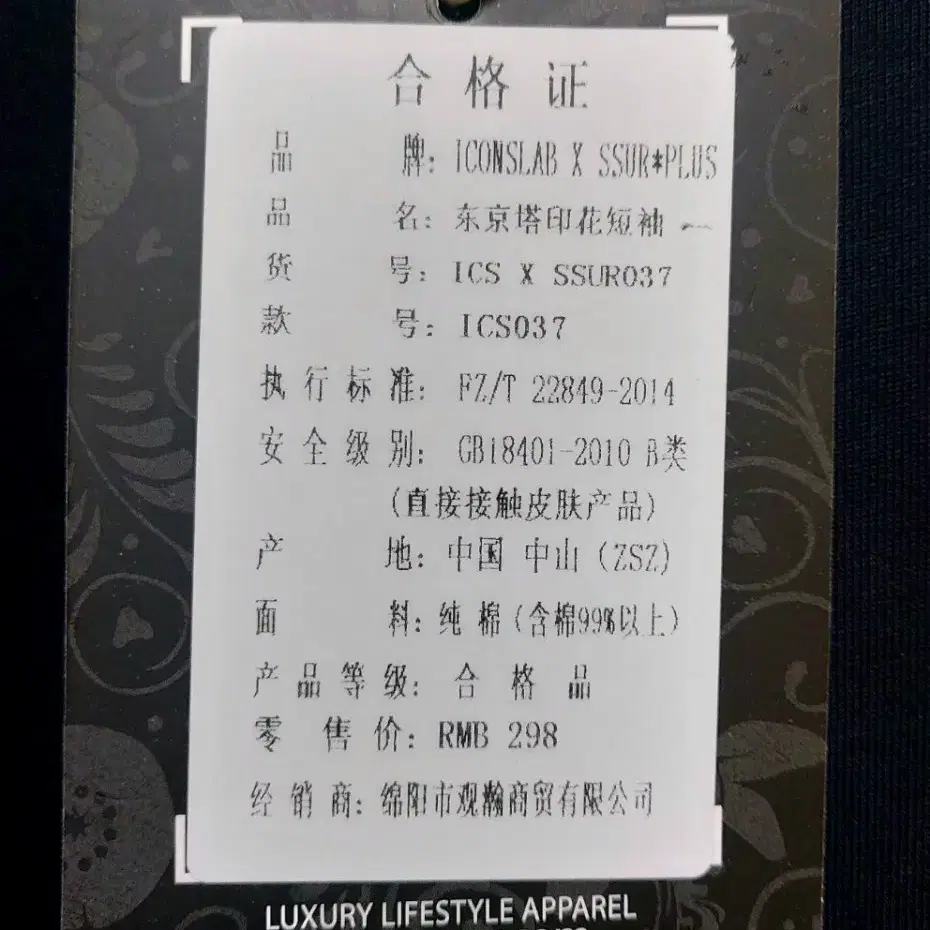 合格证
品牌：ICONSLAB X SSUR*PLUS
品名：东京塔印花短袖
货号：ICS X SSUR037
款号：ICS037
执行标准：FZ/T 22849-2014
安全级别：GB18401-2010 B类
(直接接触皮肤产品)
产地：中国 中山 (ZSZ)
面料：纯棉 (含棉99%以上)
产品等级：合格品
零售价：RMB 298
经销商：绵阳市观瀚商贸有限公司
LUXURY LIFESTYLE APPAREL